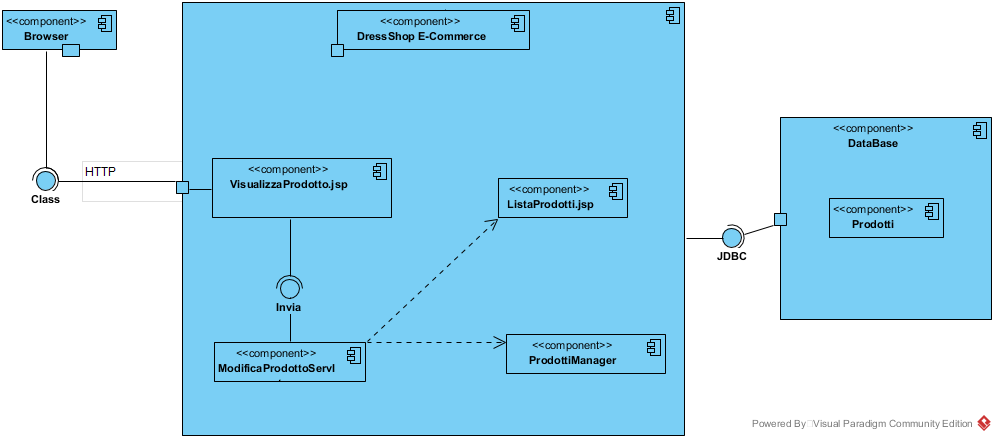 <<component>>
Browser
<<component>>
DressShop E-Commerce
HTTP
Class
<<component>>
VisualizzaProdotto.jsp
<<component>>
ListaProdotti.jsp
Invia
<<component>>
ModificaProdottoServl
<<component>>
ProdottiManager
JDBC
<<component>>
DataBase
<<component>>
Prodotti
Powered By Visual Paradigm Community Edition